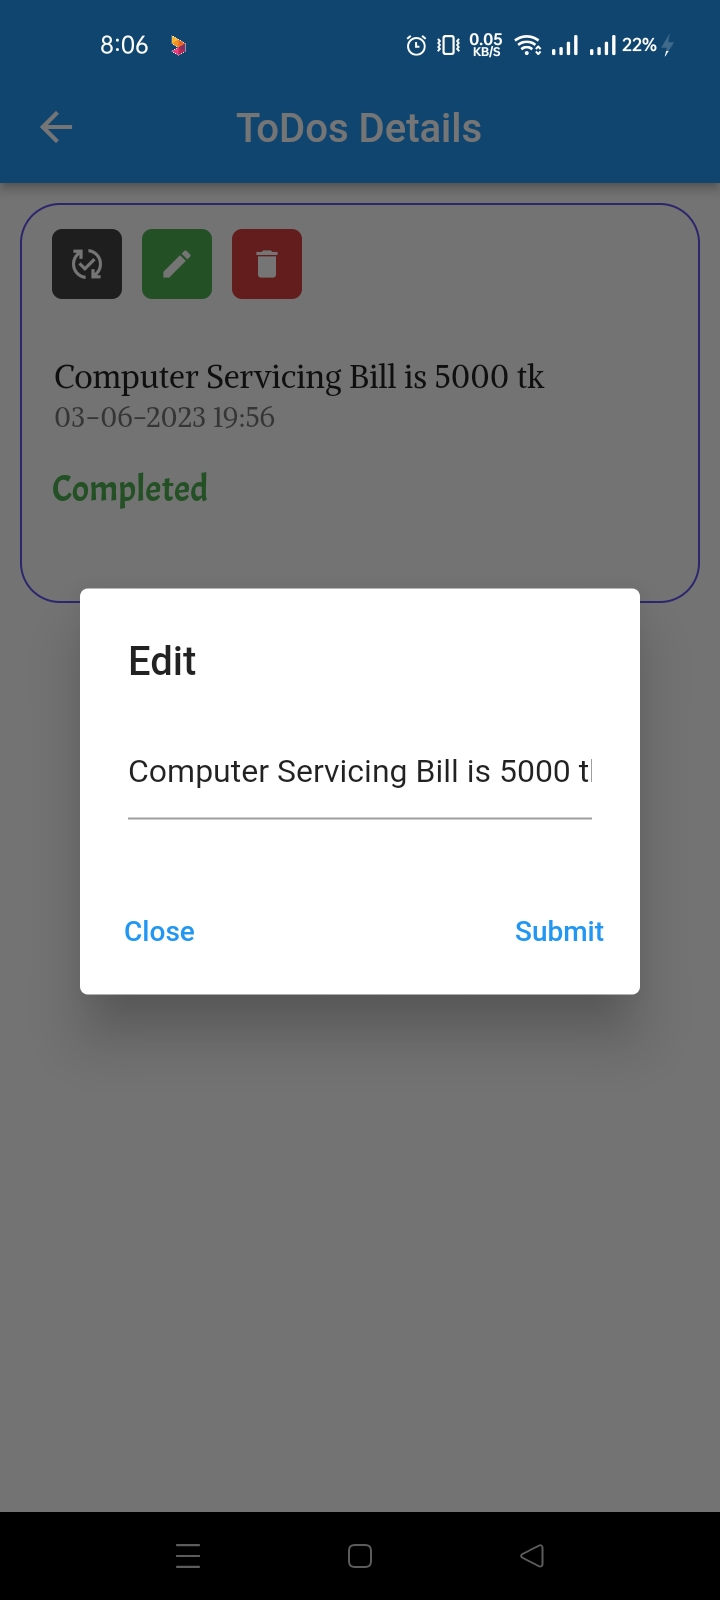 8:06 0.05 KB/S 22%
ToDos Details
Computer Servicing Bill is 5000 tk
03-06-2023 19:56
Completed
Edit
Computer Servicing Bill is 5000 t
Close Submit